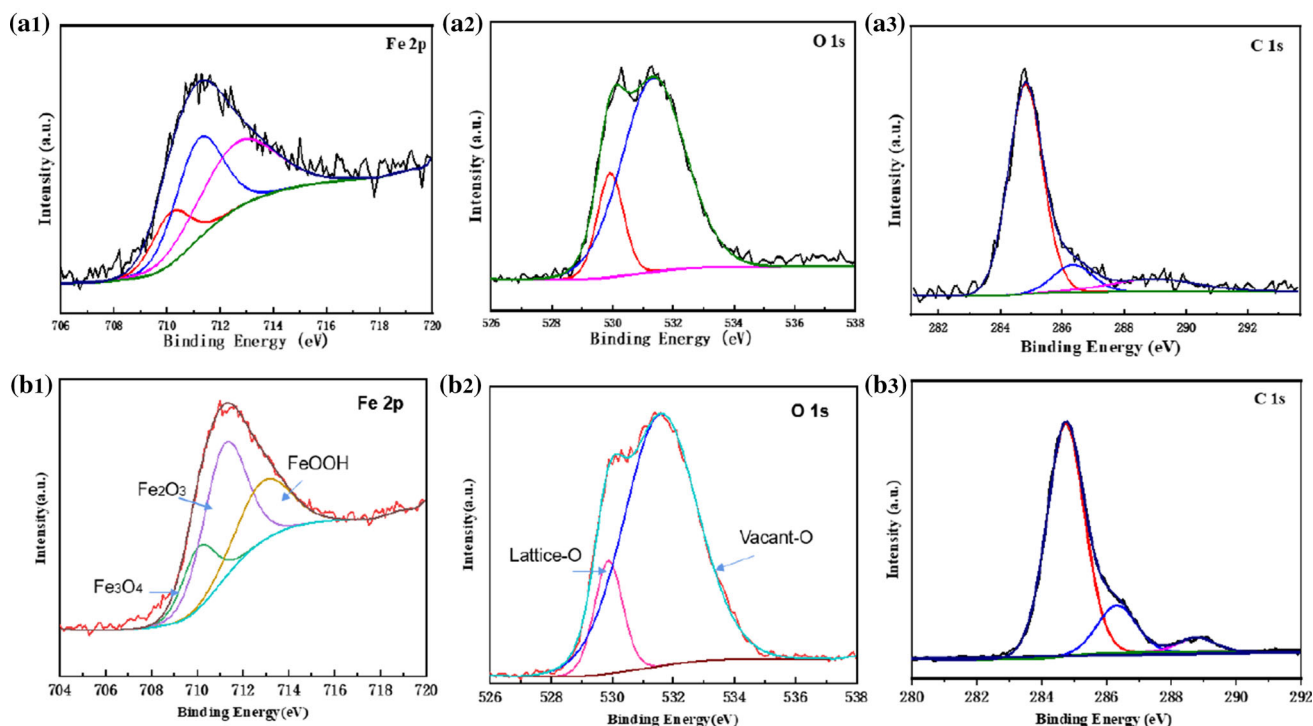 (a1)
Fe 2p
Intensity (a.u.)
706 708 710 712 714 716 718 720
Binding Energy (eV)
(a2)
O 1s
Intensity (a.u.)
526 528 530 532 534 536 538
Binding Energy (eV)
(a3)
C 1s
Intensity (a.u.)
282 284 286 288 290 292
Binding Energy (eV)
(b1)
Fe 2p
FeOOH
Fe₂O₃
Fe₃O₄
Intensity(a.u.)
704 706 708 710 712 714 716 718 720
Binding Energy(eV)
(b2)
O 1s
Lattice-O
Vacant-O
Intensity(a.u.)
526 528 530 532 534 536 538
Binding Energy(eV)
(b3)
C 1s
Intensity (a.u.)
280 282 284 286 288 290 292
Binding Energy (eV)